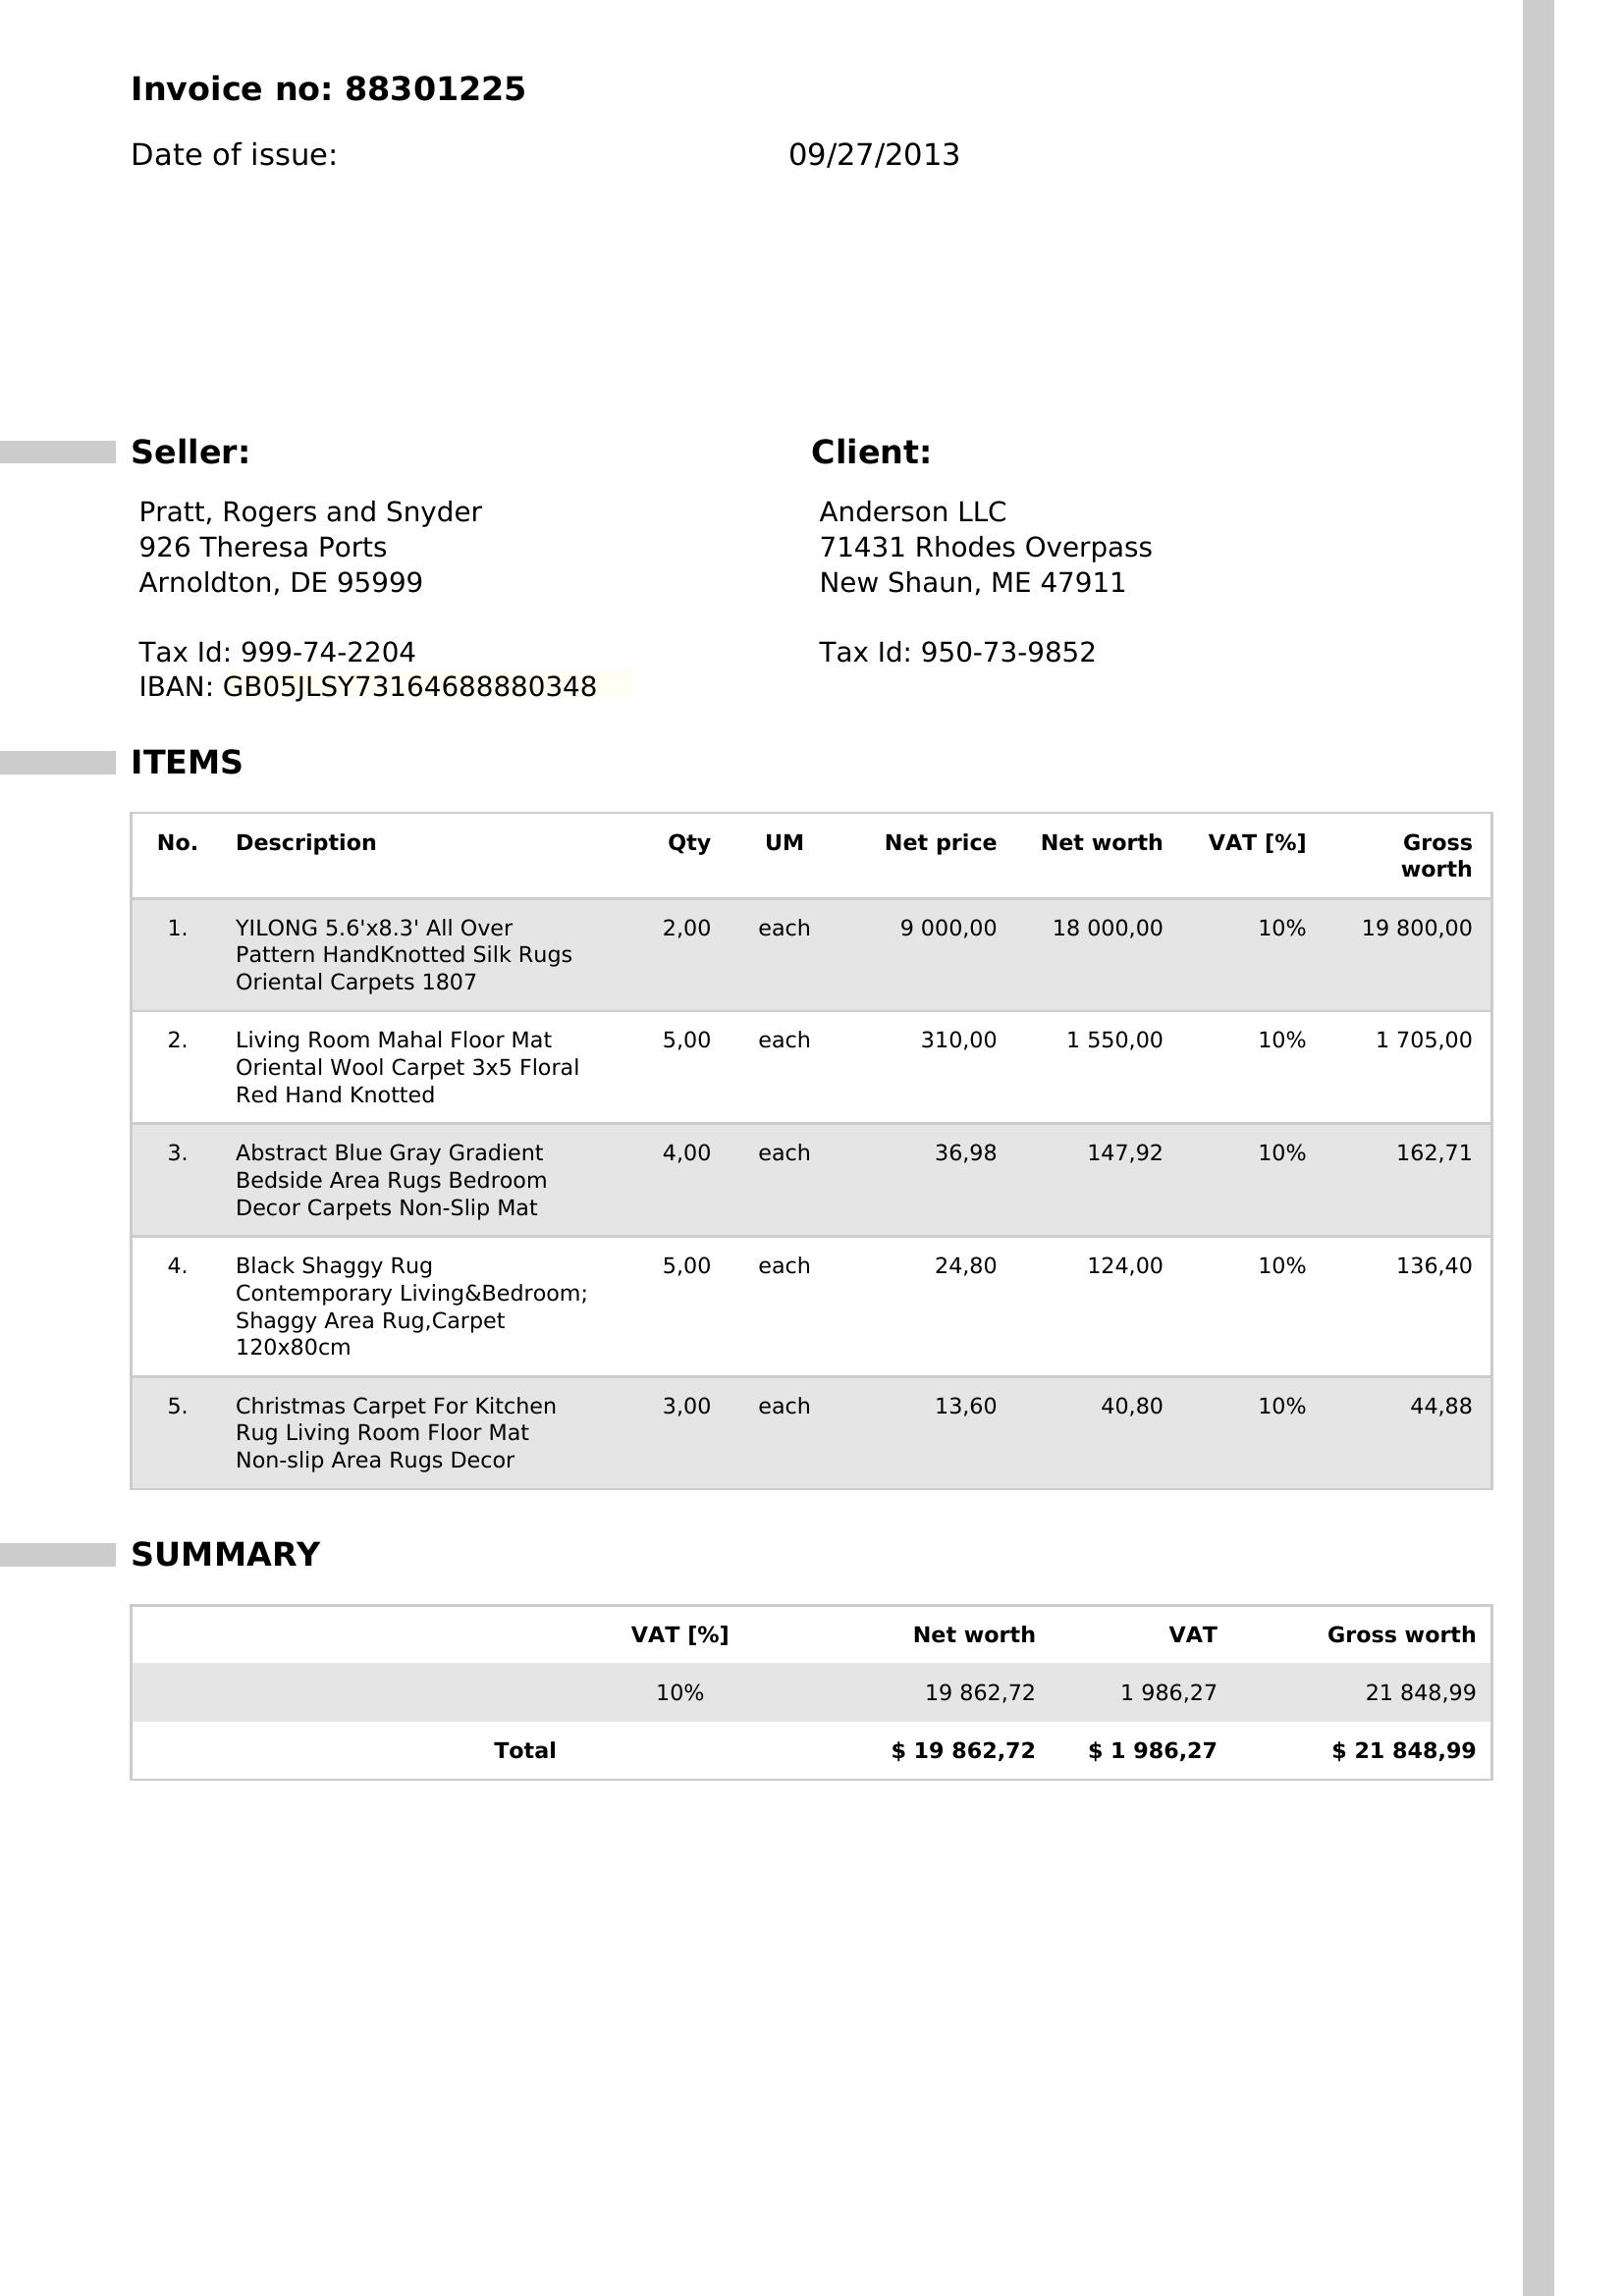 Invoice no: 88301225
Date of issue: 09/27/2013
Seller:
Pratt, Rogers and Snyder
926 Theresa Ports
Arnoldton, DE 95999
Tax Id: 999-74-2204
IBAN: GB05JLSY73164688880348
Client:
Anderson LLC
71431 Rhodes Overpass
New Shaun, ME 47911
Tax Id: 950-73-9852
ITEMS
No. Description Qty UM Net price Net worth VAT [%] Gross
worth
1. YILONG 5.6'x8.3' All Over 2,00 each 9 000,00 18 000,00 10% 19 800,00
Pattern HandKnotted Silk Rugs
Oriental Carpets 1807
2. Living Room Mahal Floor Mat 5,00 each 310,00 1 550,00 10% 1 705,00
Oriental Wool Carpet 3x5 Floral
Red Hand Knotted
3. Abstract Blue Gray Gradient 4,00 each 36,98 147,92 10% 162,71
Bedside Area Rugs Bedroom
Decor Carpets Non-Slip Mat
4. Black Shaggy Rug 5,00 each 24,80 124,00 10% 136,40
Contemporary Living&Bedroom;
Shaggy Area Rug,Carpet
120x80cm
5. Christmas Carpet For Kitchen 3,00 each 13,60 40,80 10% 44,88
Rug Living Room Floor Mat
Non-slip Area Rugs Decor
SUMMARY
VAT [%] Net worth VAT Gross worth
10% 19 862,72 1 986,27 21 848,99
Total $ 19 862,72 $ 1 986,27 $ 21 848,99